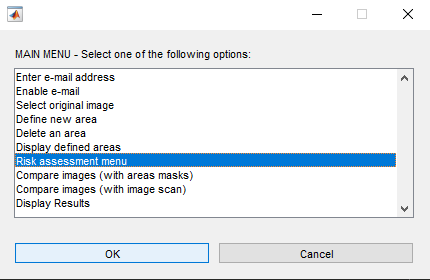 MAIN MENU - Select one of the following options:
Enter e-mail address
Enable e-mail
Select original image
Define new area
Delete an area
Display defined areas
Risk assessment menu
Compare images (with areas masks)
Compare images (with image scan)
Display Results
OK Cancel